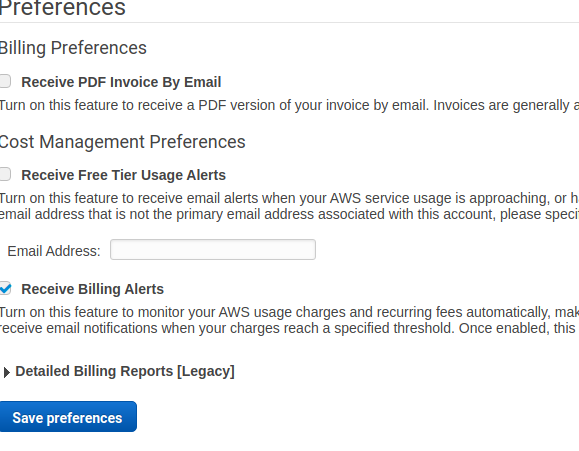 Preferences
Billing Preferences
Receive PDF Invoice By Email
Turn on this feature to receive a PDF version of your invoice by email. Invoices are generally a
Cost Management Preferences
Receive Free Tier Usage Alerts
Turn on this feature to receive email alerts when your AWS service usage is approaching, or h
email address that is not the primary email address associated with this account, please speci
Email Address:
Receive Billing Alerts
Turn on this feature to monitor your AWS usage charges and recurring fees automatically, mak
receive email notifications when your charges reach a specified threshold. Once enabled, this
Detailed Billing Reports [Legacy]
Save preferences